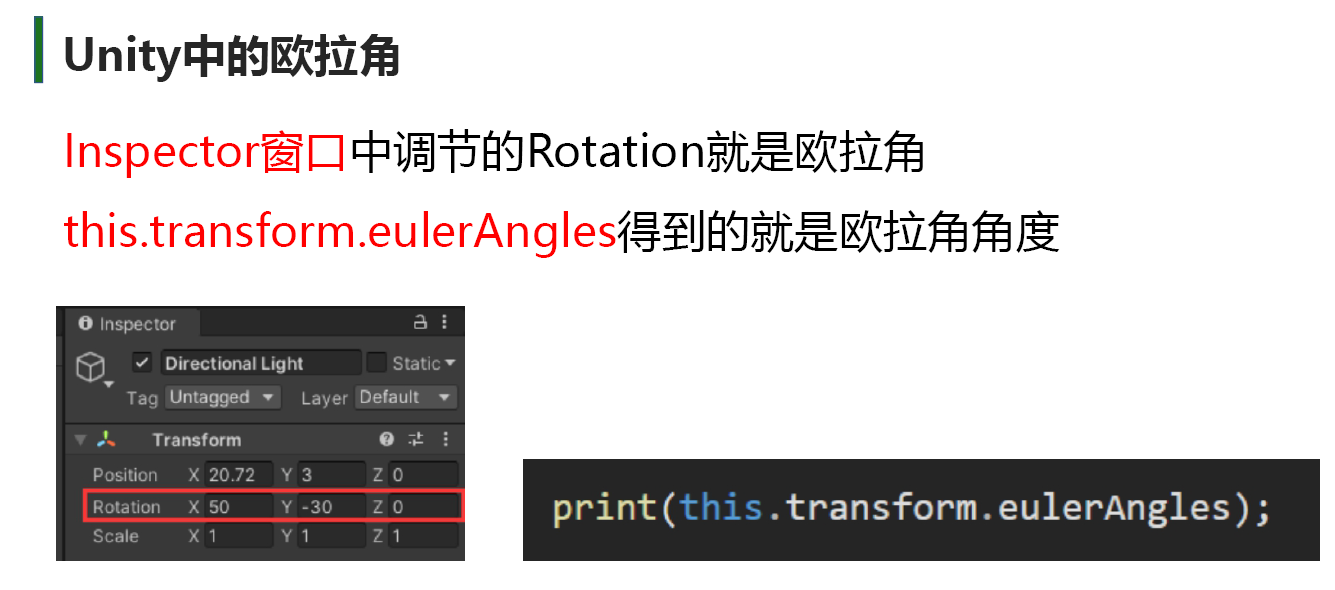 Unity中的欧拉角
Inspector窗口中调节的Rotation就是欧拉角
this.transform.eulerAngles得到的就是欧拉角角度
Inspector
Directional Light Static
Tag Untagged Layer Default
Transform
Position X 20.72 Y 3 Z 0
Rotation X 50 Y -30 Z 0
Scale X 1 Y 1 Z 1
print(this.transform.eulerAngles);